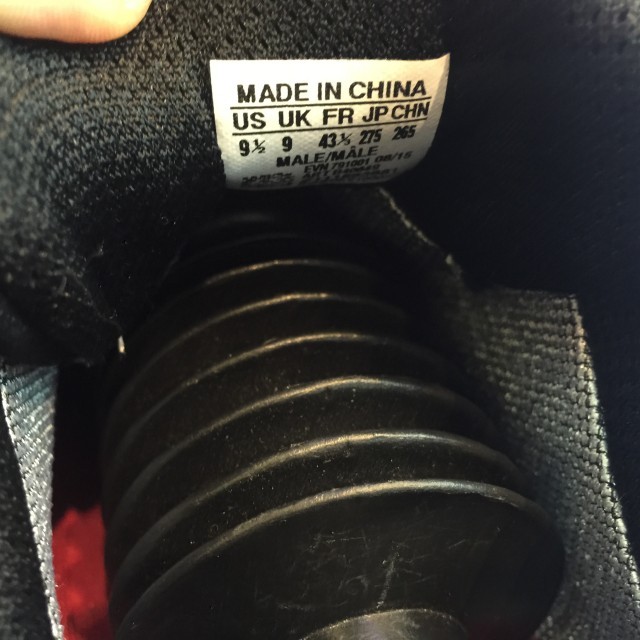 MADE IN CHINA
US UK FR JP CHN
9½ 9 43⅓ 275 265
MALE/MÂLE